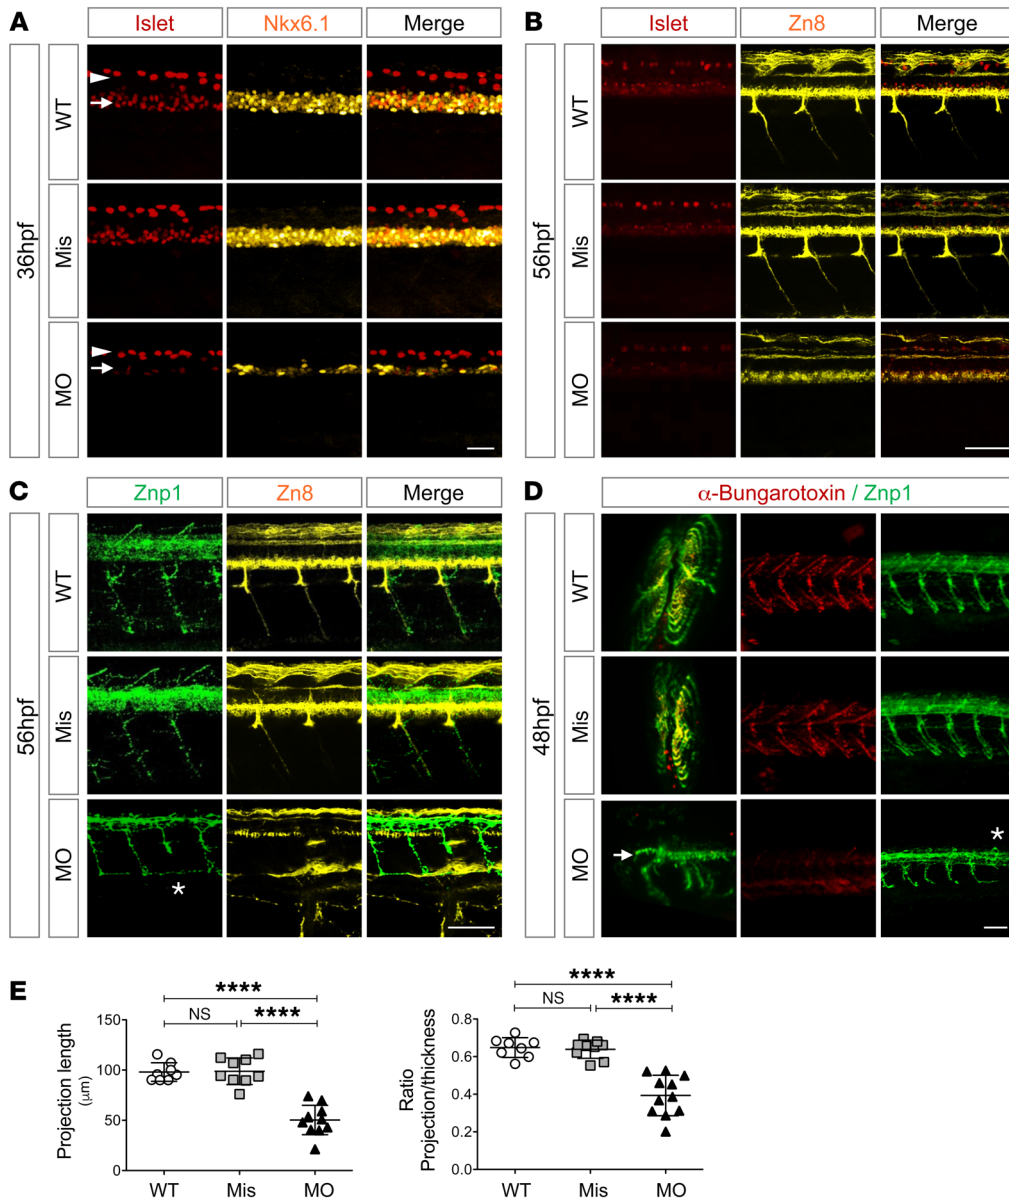 A
Islet
Nkx6.1
Merge
36hpf
WT
Mis
MO
B
Islet
Zn8
Merge
56hpf
WT
Mis
MO
C
Znp1
Zn8
Merge
56hpf
WT
Mis
MO
*
D
α-Bungarotoxin / Znp1
48hpf
WT
Mis
MO
*
E
****
NS
****
Projection length
(μm)
150
100
50
0
WT
Mis
MO
****
NS
****
Ratio
Projection/thickness
0.8
0.6
0.4
0.2
0.0
WT
Mis
MO